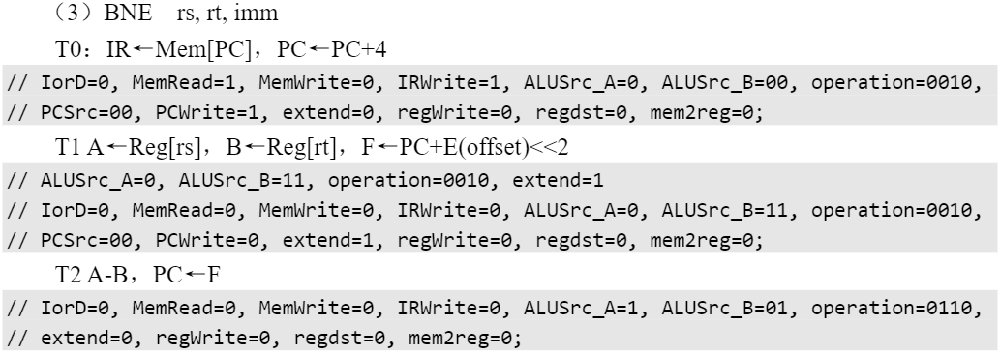 （3）BNE rs, rt, imm
T0：IR←Mem[PC]，PC←PC+4
// IorD=0, MemRead=1, MemWrite=0, IRWrite=1, ALUSrc_A=0, ALUSrc_B=00, operation=0010,
// PCSrc=00, PCWrite=1, extend=0, regWrite=0, regdst=0, mem2reg=0;
T1 A←Reg[rs]，B←Reg[rt]，F←PC+E(offset)<<2
// ALUSrc_A=0, ALUSrc_B=11, operation=0010, extend=1
// IorD=0, MemRead=0, MemWrite=0, IRWrite=0, ALUSrc_A=0, ALUSrc_B=11, operation=0010,
// PCSrc=00, PCWrite=0, extend=1, regWrite=0, regdst=0, mem2reg=0;
T2 A-B，PC←F
// IorD=0, MemRead=0, MemWrite=0, IRWrite=0, ALUSrc_A=1, ALUSrc_B=01, operation=0110,
// extend=0, regWrite=0, regdst=0, mem2reg=0;